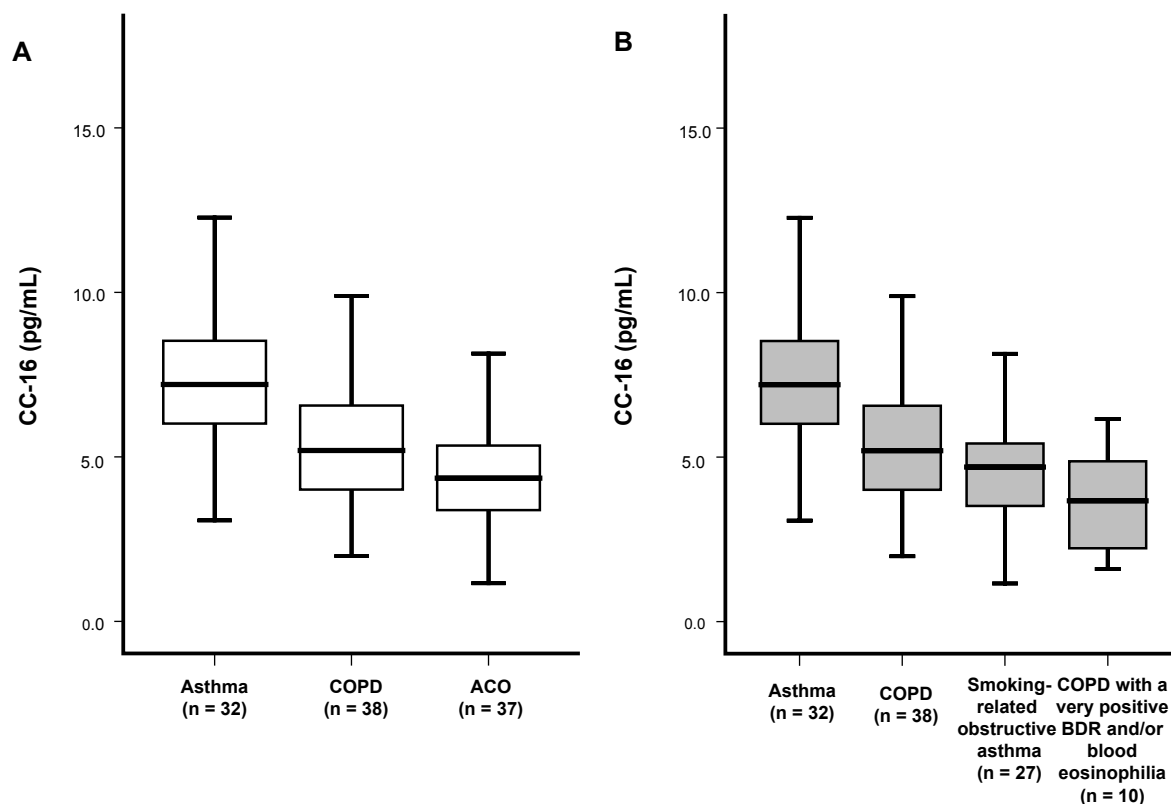 A
CC-16 (pg/mL)
15.0
10.0
5.0
0.0
Asthma
(n = 32)
COPD
(n = 38)
ACO
(n = 37)
B
CC-16 (pg/mL)
15.0
10.0
5.0
0.0
Asthma
(n = 32)
COPD
(n = 38)
Smoking-
related
obstructive
asthma
(n = 27)
COPD with a
very positive
BDR and/or
blood
eosinophilia
(n = 10)